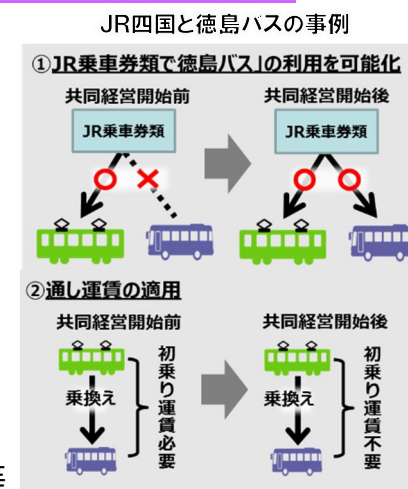 JR四国と徳島バスの事例
①JR乗車券類で徳島バス」の利用を可能化
共同経営開始前
共同経営開始後
JR乗車券類
JR乗車券類
②通し運賃の適用
共同経営開始前
共同経営開始後
乗換え
初乗り運賃必要
乗換え
初乗り運賃不要